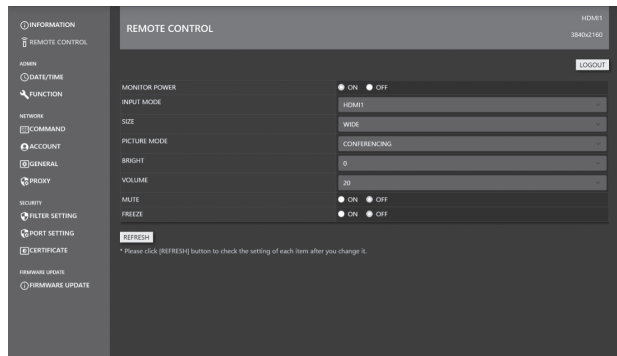 INFORMATION
REMOTE CONTROL
ADMIN
DATE/TIME
FUNCTION
NETWORK
COMMAND
ACCOUNT
GENERAL
PROXY
SECURITY
FILTER SETTING
PORT SETTING
CERTIFICATE
FIRMWARE UPDATE
FIRMWARE UPDATE
REMOTE CONTROL
HDMI1
3840x2160
LOGOUT
MONITOR POWER ON OFF
INPUT MODE HDMI1
SIZE WIDE
PICTURE MODE CONFERENCING
BRIGHT 0
VOLUME 20
MUTE ON OFF
FREEZE ON OFF
REFRESH
* Please click [REFRESH] button to check the setting of each item after you change it.